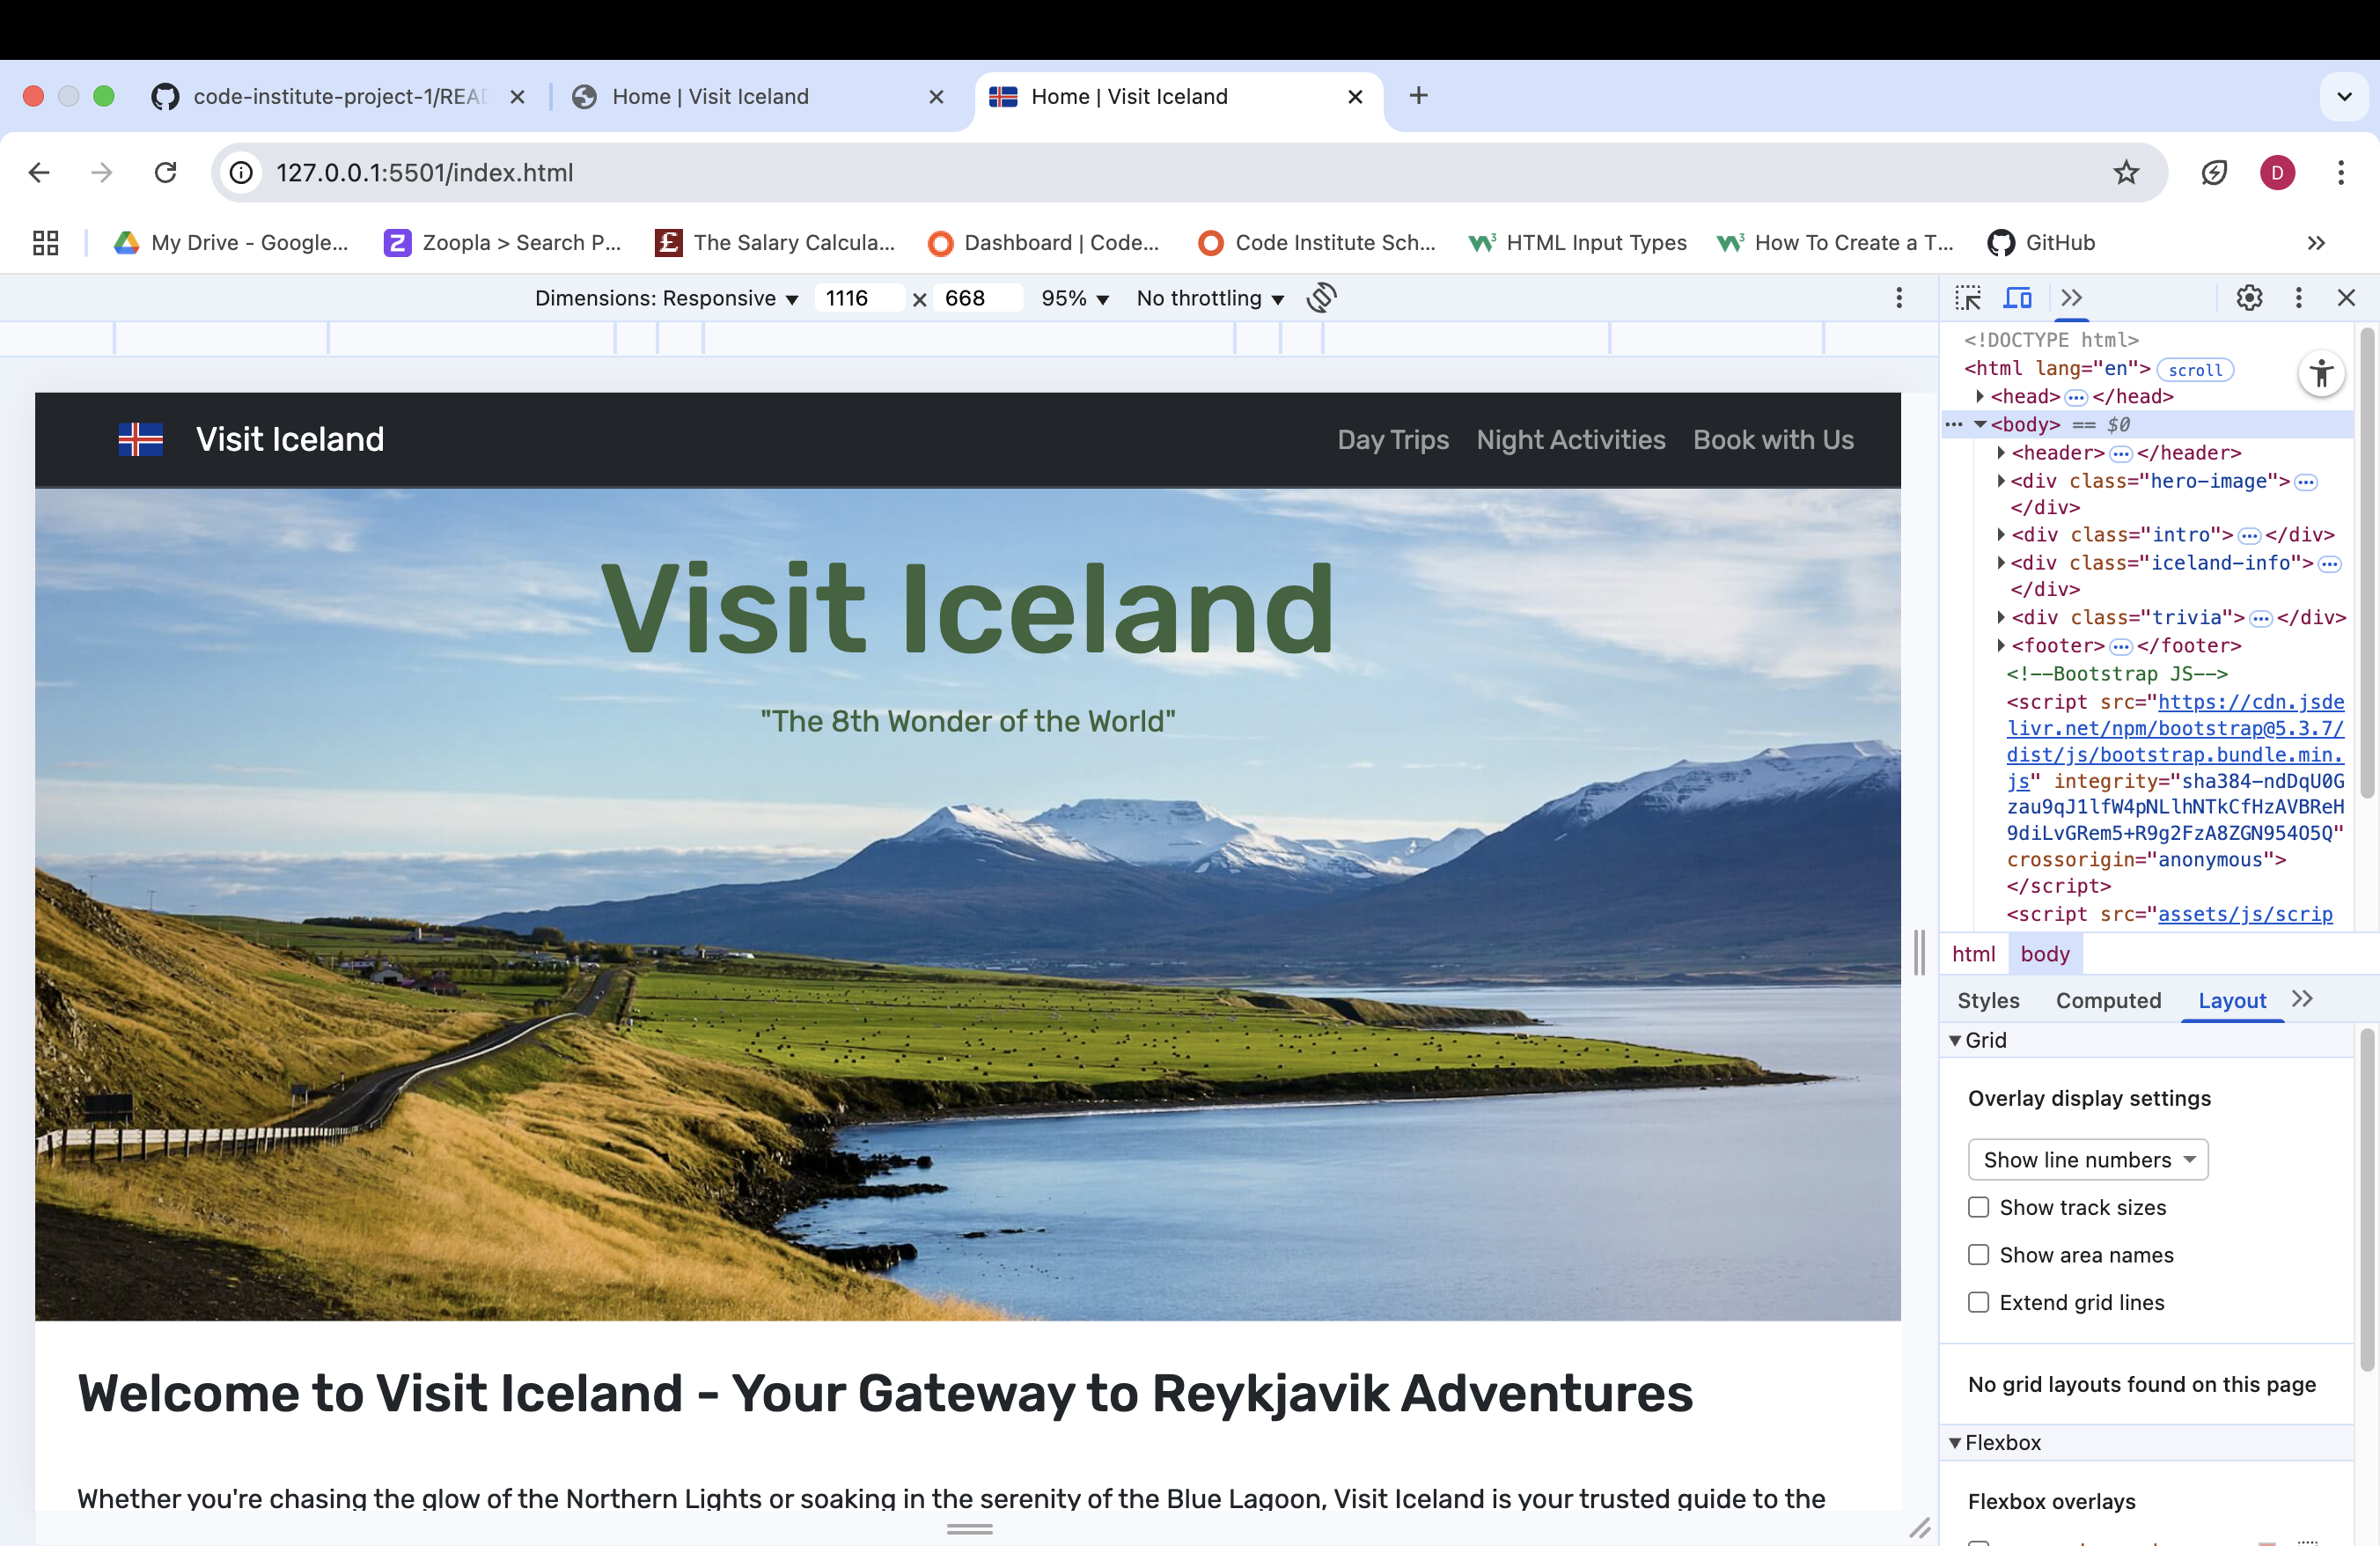 code-institute-project-1/REA
Home | Visit Iceland
Home | Visit Iceland
127.0.0.1:5501/index.html
D
My Drive - Google...
Zoopla > Search P...
The Salary Calcula...
Dashboard | Code...
Code Institute Sch...
HTML Input Types
How To Create a T...
GitHub
Dimensions: Responsive
1116 x 668
95%
No throttling
Visit Iceland
Day Trips
Night Activities
Book with Us
Visit Iceland
"The 8th Wonder of the World"
Welcome to Visit Iceland - Your Gateway to Reykjavik Adventures
Whether you're chasing the glow of the Northern Lights or soaking in the serenity of the Blue Lagoon, Visit Iceland is your trusted guide to the
<!DOCTYPE html>
<html lang="en"> scroll
<head> … </head>
<body> == $0
<header> … </header>
<div class="hero-image"> …
</div>
<div class="intro"> … </div>
<div class="iceland-info"> …
</div>
<div class="trivia"> … </div>
<footer> … </footer>
<!--Bootstrap JS-->
<script src="https://cdn.jsde
livr.net/npm/bootstrap@5.3.7/
dist/js/bootstrap.bundle.min.
js" integrity="sha384-ndDqU0G
zau9qJ1lfW4pNLlhNTkCfHzAVBReH
9diLvGRem5+R9g2FzA8ZGN954O5Q"
crossorigin="anonymous">
</script>
<script src="assets/js/scrip
html body
Styles
Computed
Layout
Grid
Overlay display settings
Show line numbers
Show track sizes
Show area names
Extend grid lines
No grid layouts found on this page
Flexbox
Flexbox overlays